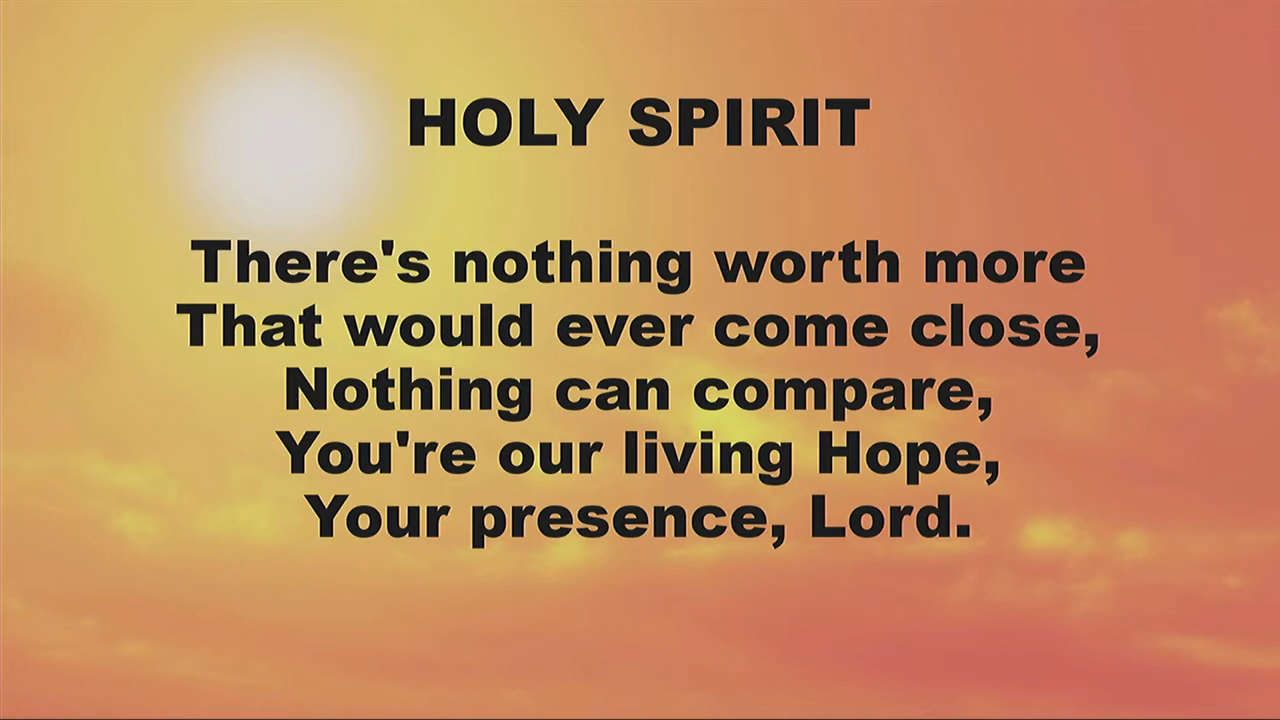 HOLY SPIRIT
There's nothing worth more
That would ever come close,
Nothing can compare,
You're our living Hope,
Your presence, Lord.